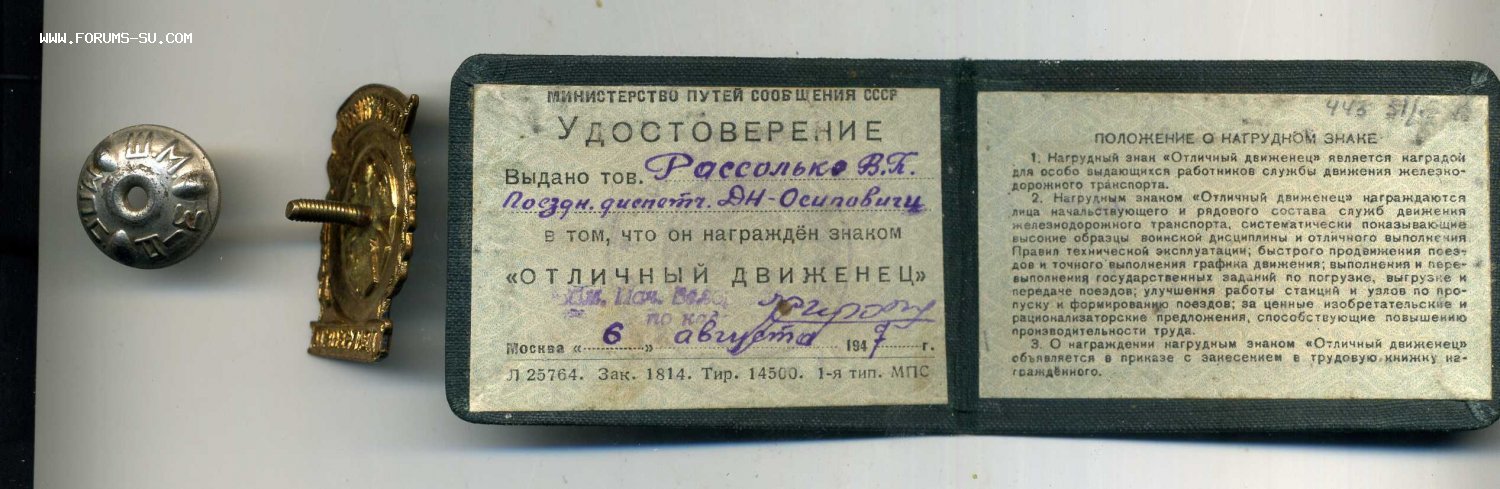 WWW.FORUMS-SU.COM
МИНИСТЕРСТВО ПУТЕЙ СООБЩЕНИЯ СССР
УДОСТОВЕРЕНИЕ
Выдано тов. Рассолько В.П.
Поездн. диспетч. ДН-Осиповичи
в том, что он награждён знаком
«ОТЛИЧНЫЙ ДВИЖЕНЕЦ»
Нач.
Москва «6» августа 1947 г.
Л 25764. Зак. 1814. Тир. 14500. 1-я тип. МПС
443
ПОЛОЖЕНИЕ О НАГРУДНОМ ЗНАКЕ
1. Нагрудный знак «Отличный движенец» является наградой
для особо выдающихся работников службы движения железно-
дорожного транспорта.
2. Нагрудным знаком «Отличный движенец» награждаются
лица начальствующего и рядового состава служб движения
железнодорожного транспорта, систематически показывающие
высокие образцы воинской дисциплины и отличного выполнения
Правил технической эксплуатации; быстрого продвижения поез-
дов и точного выполнения графика движения; выполнения и пере-
выполнения государственных заданий по погрузке, выгрузке и
передаче поездов; улучшения работы станций и узлов по про-
пуску и формированию поездов; за ценные изобретательские и
рационализаторские предложения, способствующие повышению
производительности труда.
3. О награждении нагрудным знаком «Отличный движенец»
объявляется в приказе с занесением в трудовую книжку на-
граждённого.